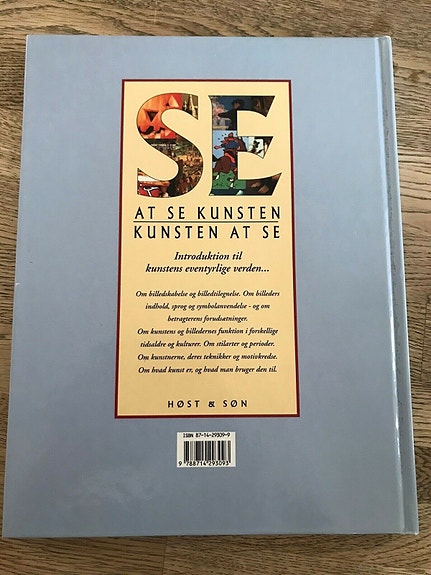 SE
AT SE KUNSTEN
KUNSTEN AT SE
Introduktion til
kunstens eventyrlige verden...
Om billedskabelse og billedtilegnelse. Om billeders
indhold, sprog og symbolanvendelse - og om
betragterens forudsætninger.
Om kunstens og billedernes funktion i forskellige
tidsaldre og kulturer. Om stilarter og perioder.
Om kunstnerne, deres teknikker og motivkredse.
Om hvad kunst er, og hvad man bruger den til.
HØST & SØN
ISBN 87-14-29309-9
9 788714 293093